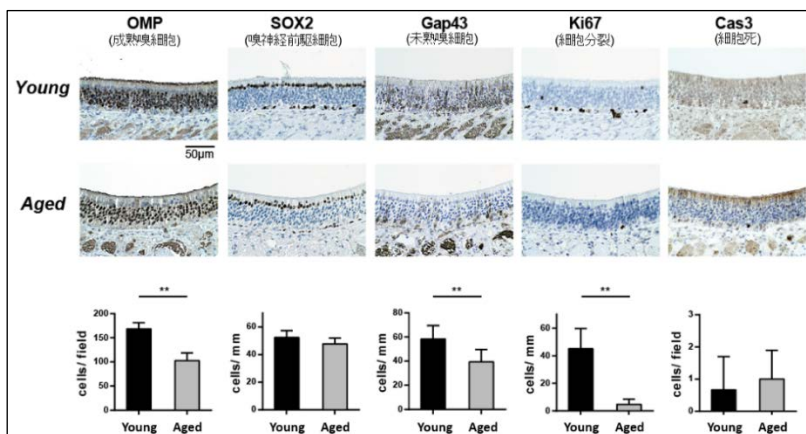 OMP
(成熟嗅細胞)
SOX2
(嗅神経前駆細胞)
Gap43
(未熟嗅細胞)
Ki67
(細胞分裂)
Cas3
(細胞死)
Young
50μm
Aged
**
cells/ field
200
150
100
50
0
Young Aged
cells/ mm
60
40
20
0
Young Aged
**
cells/ mm
80
60
40
20
0
Young Aged
**
cells/ mm
60
40
20
0
Young Aged
cells/ field
3
2
1
0
Young Aged